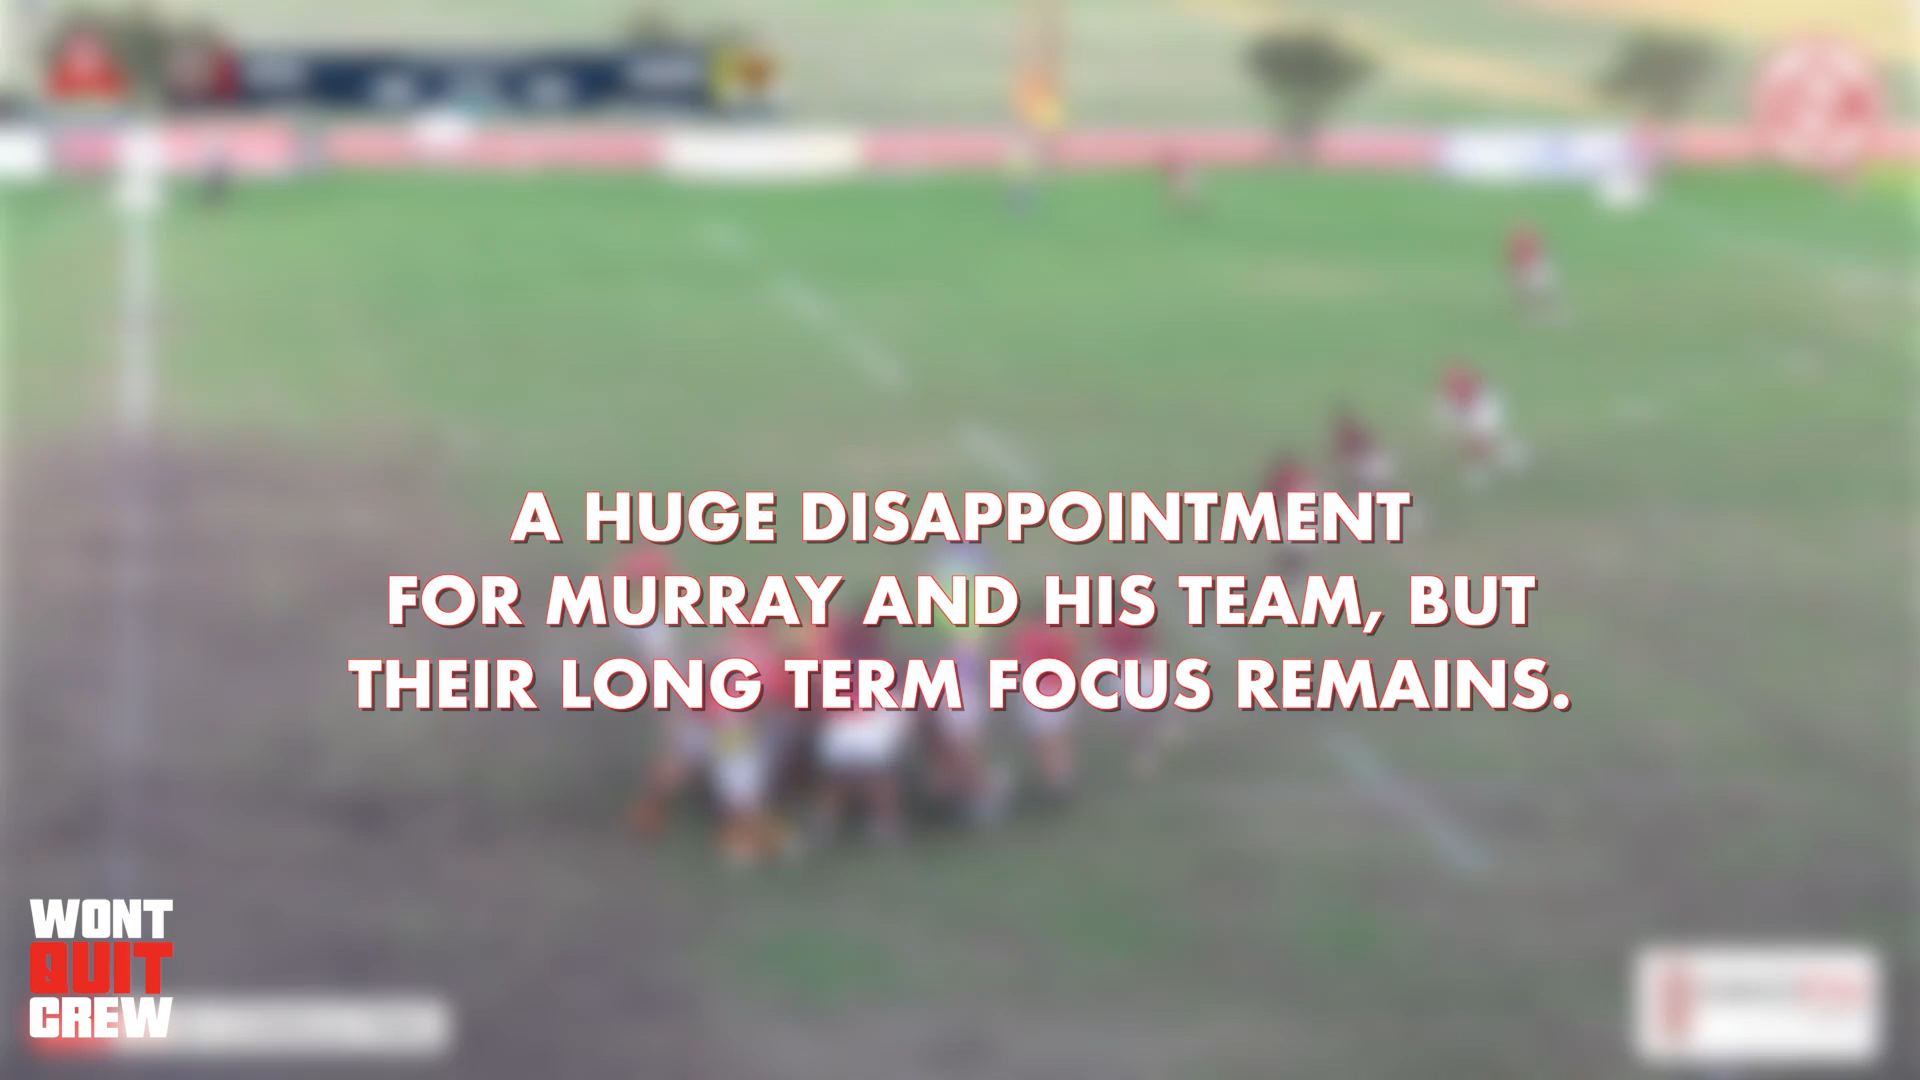 A HUGE DISAPPOINTMENT
FOR MURRAY AND HIS TEAM, BUT
THEIR LONG TERM FOCUS REMAINS.
WONT
QUIT
CREW